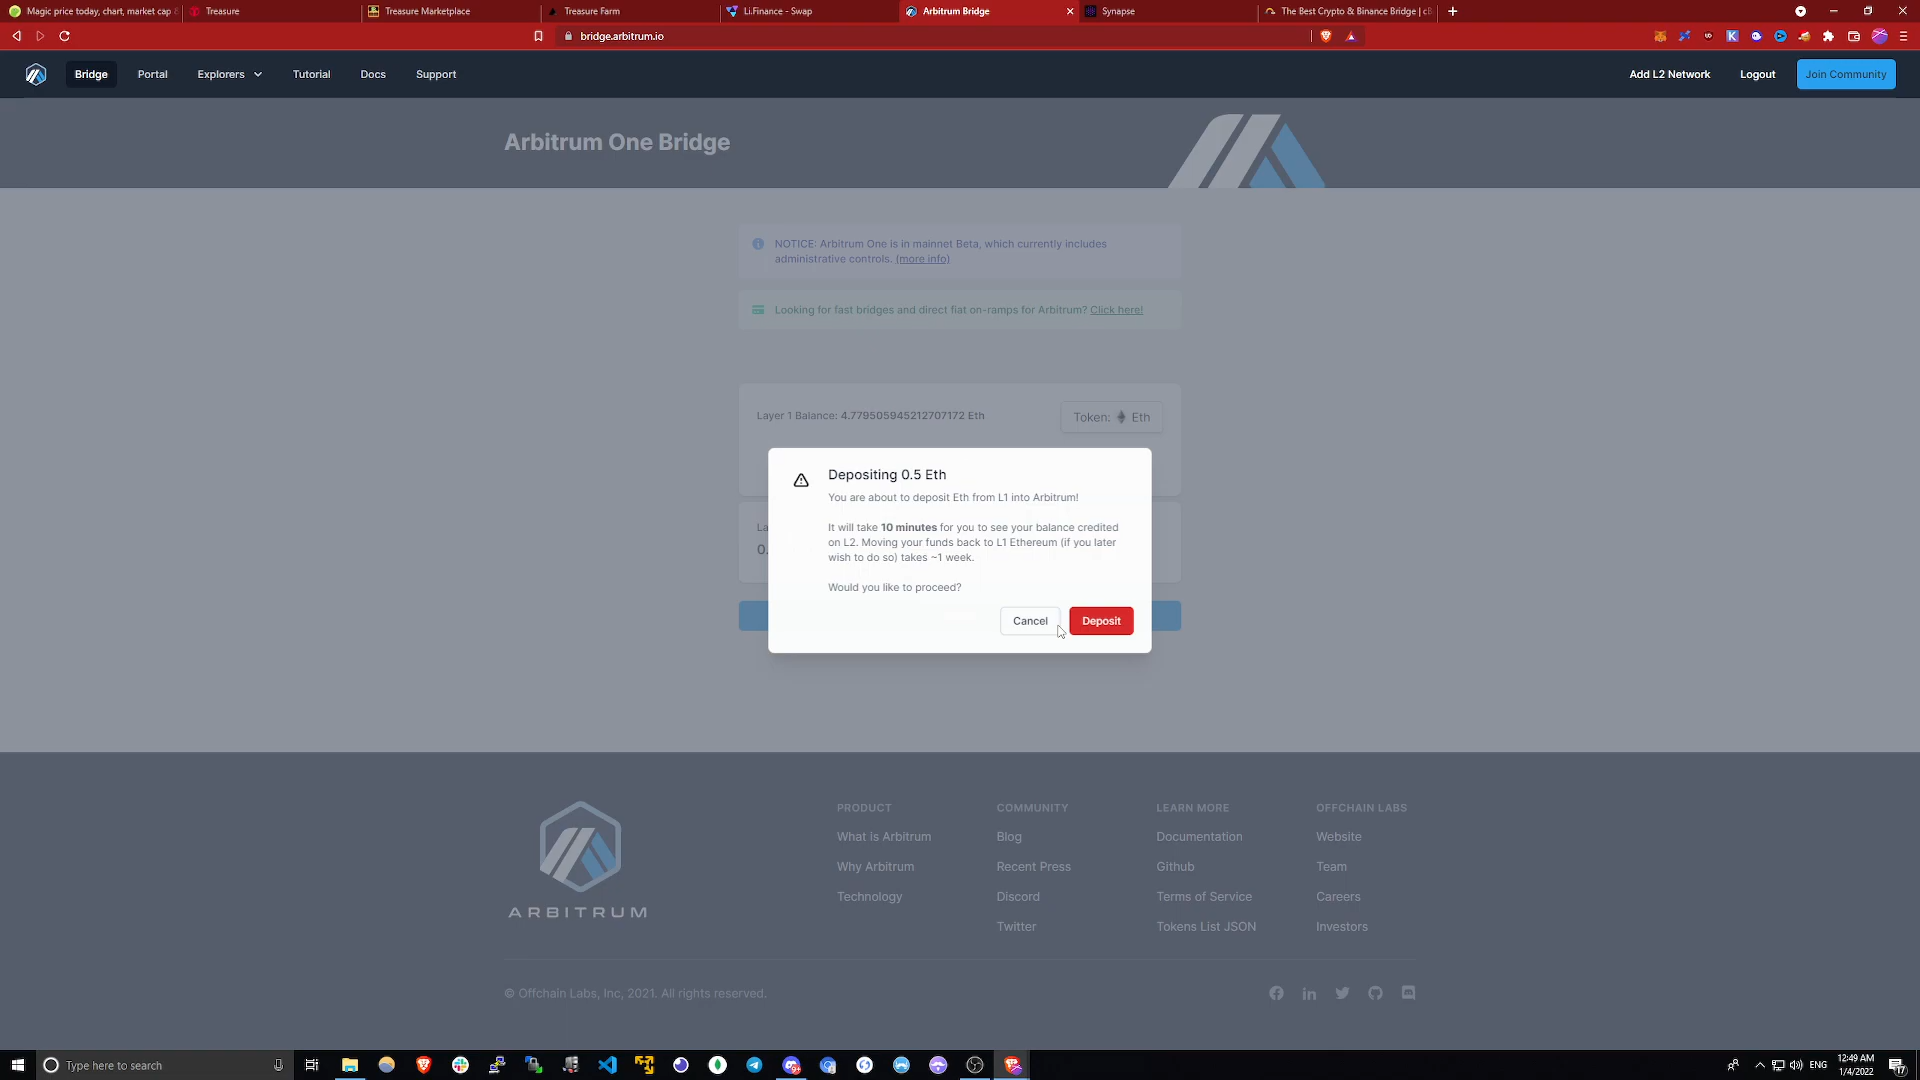 Magic price today, chart, market cap
Treasure
Treasure Marketplace
Treasure Farm
Li.Finance - Swap
Arbitrum Bridge
Synapse
The Best Crypto & Binance Bridge | cB
bridge.arbitrum.io
Bridge
Portal
Explorers
Tutorial
Docs
Support
Add L2 Network
Logout
Join Community
Arbitrum One Bridge
NOTICE: Arbitrum One is in mainnet Beta, which currently includes
administrative controls. (more info)
Looking for fast bridges and direct fiat on-ramps for Arbitrum? Click here!
Layer 1 Balance: 4.779505945212707172 Eth
Token: Eth
Depositing 0.5 Eth
You are about to deposit Eth from L1 into Arbitrum!
It will take 10 minutes for you to see your balance credited
on L2. Moving your funds back to L1 Ethereum (if you later
wish to do so) takes ~1 week.
Would you like to proceed?
La
0.
Cancel
Deposit
ARBITRUM
PRODUCT
What is Arbitrum
Why Arbitrum
Technology
COMMUNITY
Blog
Recent Press
Discord
Twitter
LEARN MORE
Documentation
Github
Terms of Service
Tokens List JSON
OFFCHAIN LABS
Website
Team
Careers
Investors
© Offchain Labs, Inc, 2021. All rights reserved.
Type here to search
ENG
12:49 AM
1/4/2022